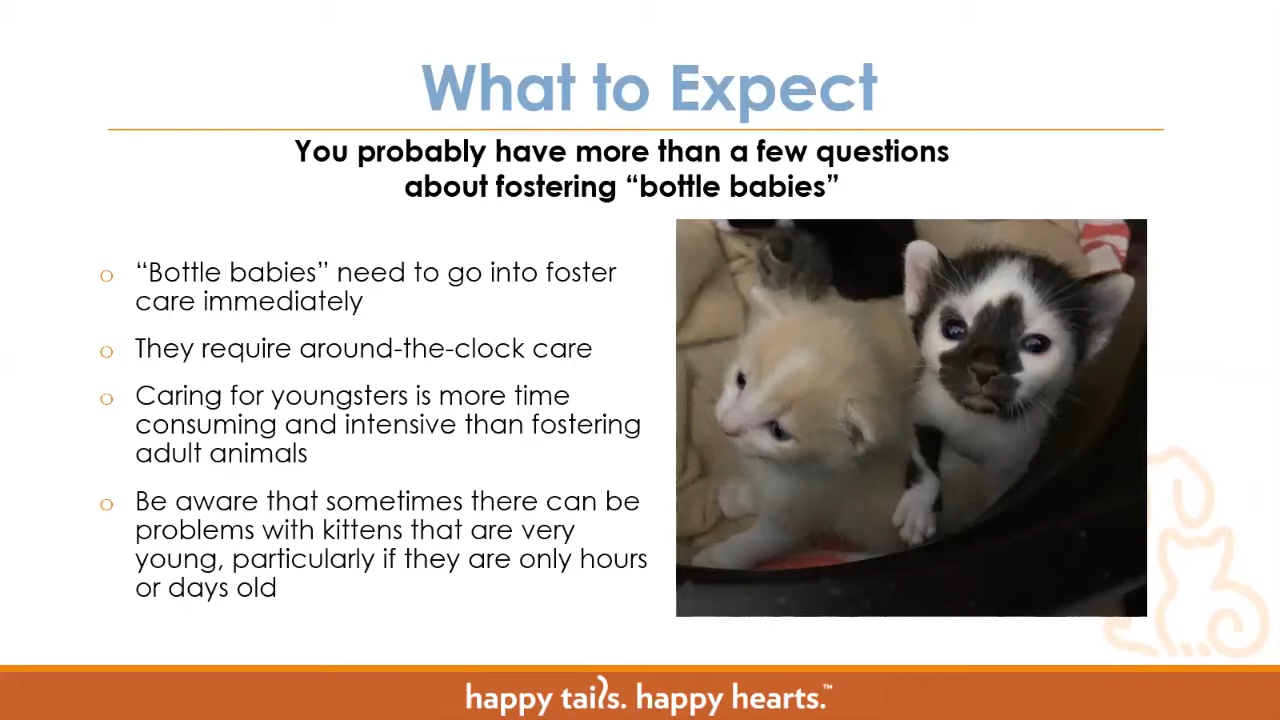 What to Expect
You probably have more than a few questions
about fostering “bottle babies”
o “Bottle babies” need to go into foster
care immediately
o They require around-the-clock care
o Caring for youngsters is more time
consuming and intensive than fostering
adult animals
o Be aware that sometimes there can be
problems with kittens that are very
young, particularly if they are only hours
or days old
happy tails. happy hearts.™